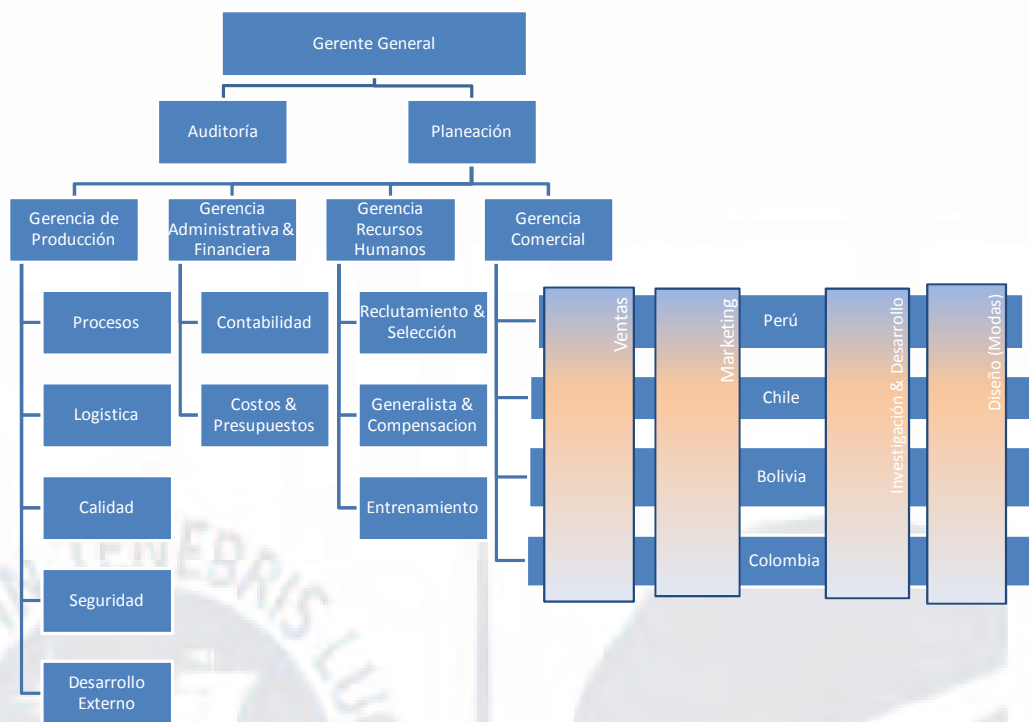 Gerente General
Auditoría
Planeación
Gerencia de
Producción
Gerencia
Administrativa &
Financiera
Gerencia
Recursos
Humanos
Gerencia
Comercial
Procesos
Logistica
Calidad
Seguridad
Desarrollo
Externo
Contabilidad
Costos &
Presupuestos
Reclutamiento &
Selección
Generalista &
Compensacion
Entrenamiento
Perú
Chile
Bolivia
Colombia
Ventas
Marketing
Investigación & Desarrollo
Diseño (Modas)
TENEBRIS